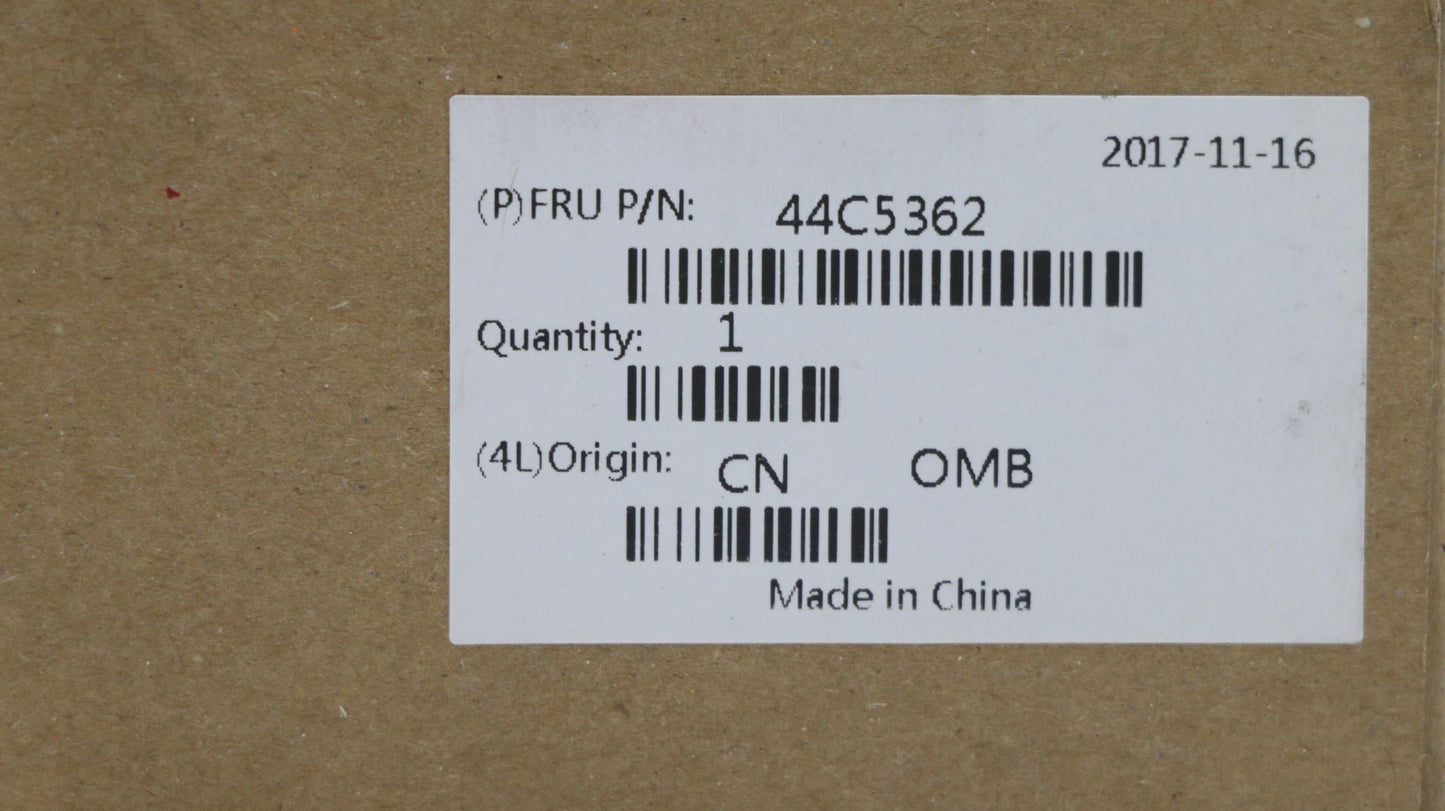 2017-11-16
(P)FRU P/N: 44C5362
Quantity: 1
(4L)Origin: CN OMB
Made in China